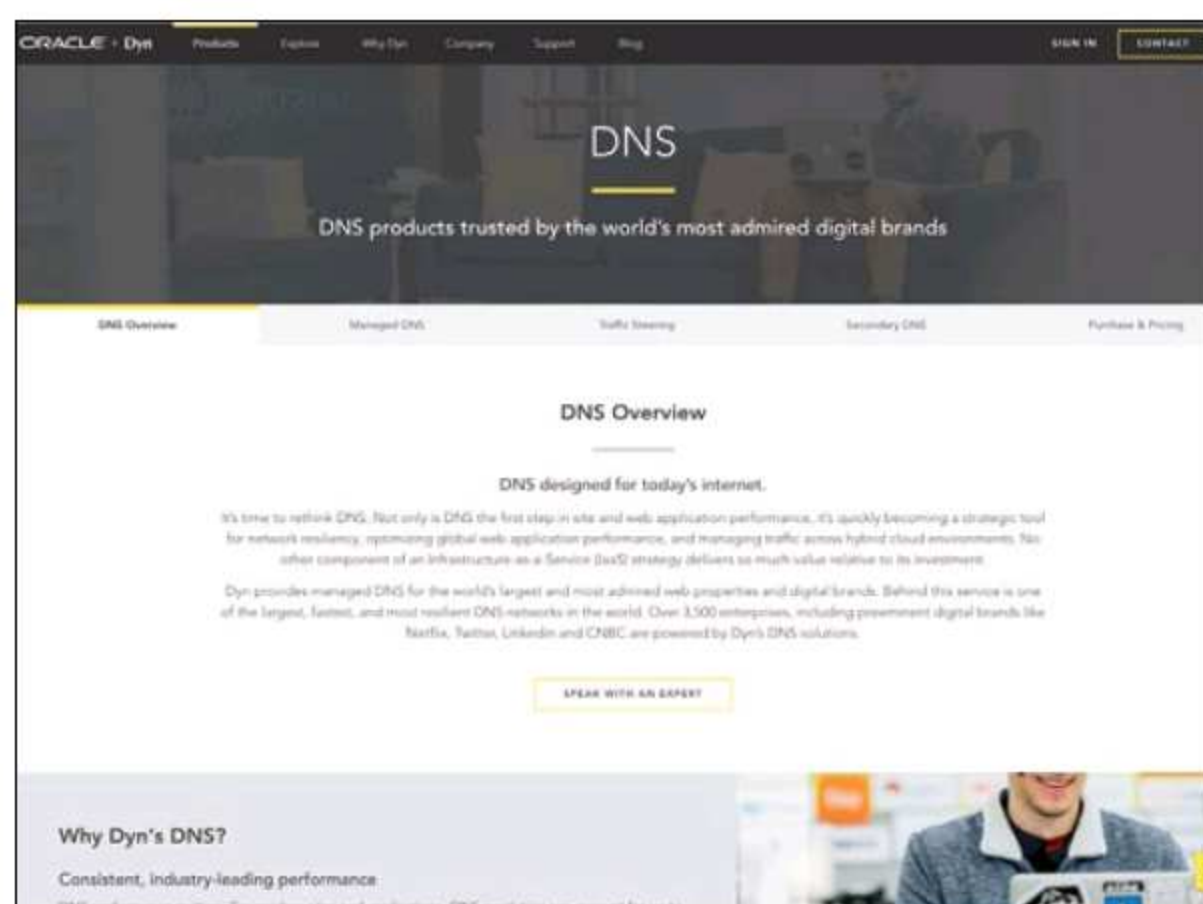 ORACLE + Dyn Products Explore Why Dyn Company Support Blog SIGN IN CONTACT
DNS
DNS products trusted by the world's most admired digital brands
DNS Overview Managed DNS Traffic Steering Secondary DNS Purchase & Pricing
DNS Overview
DNS designed for today's internet.
It's time to rethink DNS. Not only is DNS the first step in site and web application performance, it's quickly becoming a strategic tool
for network resiliency, optimizing global web application performance, and managing traffic across hybrid cloud environments. No
other component of an Infrastructure as a Service (IaaS) strategy delivers so much value relative to its investment.
Dyn provides managed DNS for the world's largest and most admired web properties and digital brands. Behind this service is one
of the largest, fastest, and most resilient DNS networks in the world. Over 3,500 enterprises, including preeminent digital brands like
Netflix, Twitter, LinkedIn and CNBC are powered by Dyn's DNS solutions.
SPEAK WITH AN EXPERT
Why Dyn's DNS?
Consistent, industry-leading performance